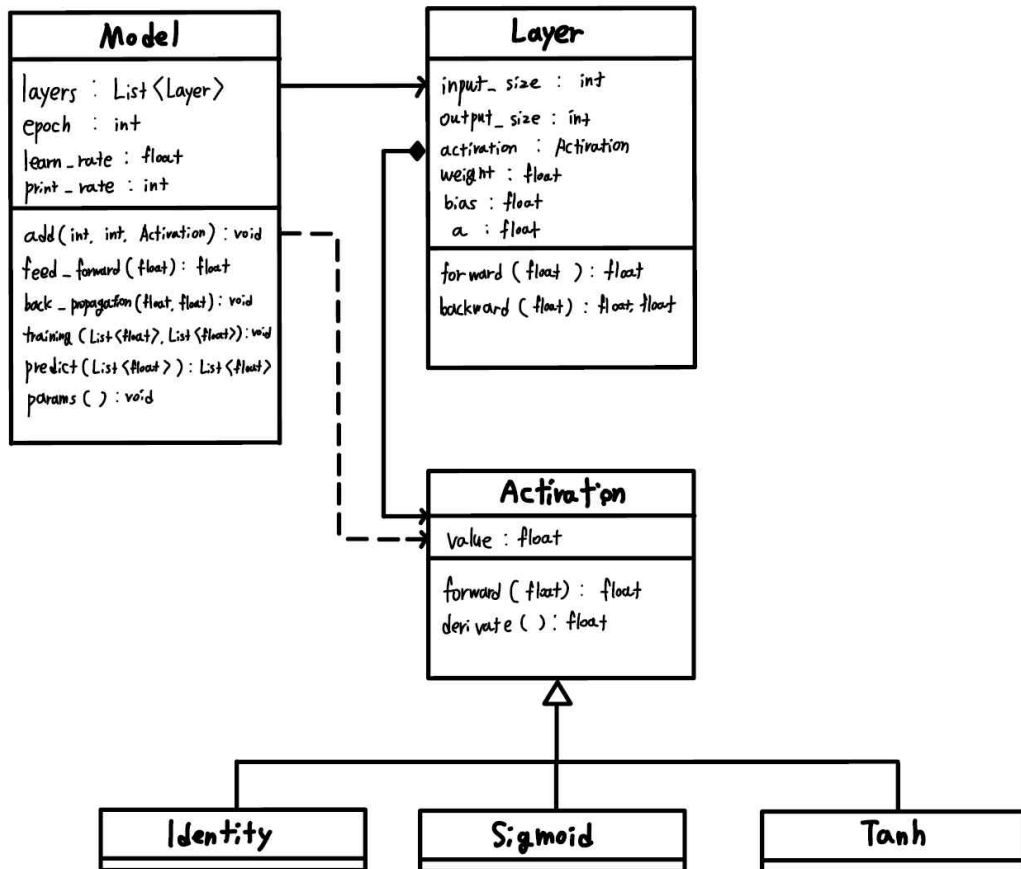 Model
layers : List<Layer>
epoch : int
learn_rate : float
print_rate : int
add(int, int, Activation) : void
feed_forward(float) : float
back_propagation(float, float) : void
training (List<float>, List<float>) : void
predict(List<float>) : List<float>
params( ) : void
Layer
input_size : int
output_size : int
activation : Activation
weight : float
bias : float
a : float
forward (float ) : float
backward (float) : float, float
Activation
value : float
forward (float) : float
derivate( ) : float
Identity
Sigmoid
Tanh